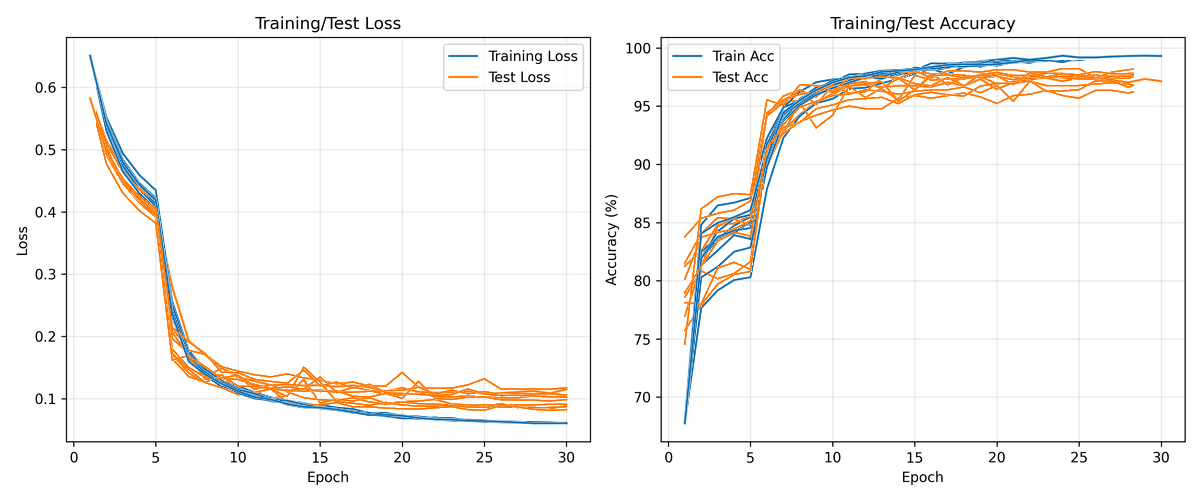 Training/Test Loss
Training Loss
Test Loss
Loss
0.6
0.5
0.4
0.3
0.2
0.1
0
5
10
15
20
25
30
Epoch
Training/Test Accuracy
Train Acc
Test Acc
Accuracy (%)
100
95
90
85
80
75
70
0
5
10
15
20
25
30
Epoch